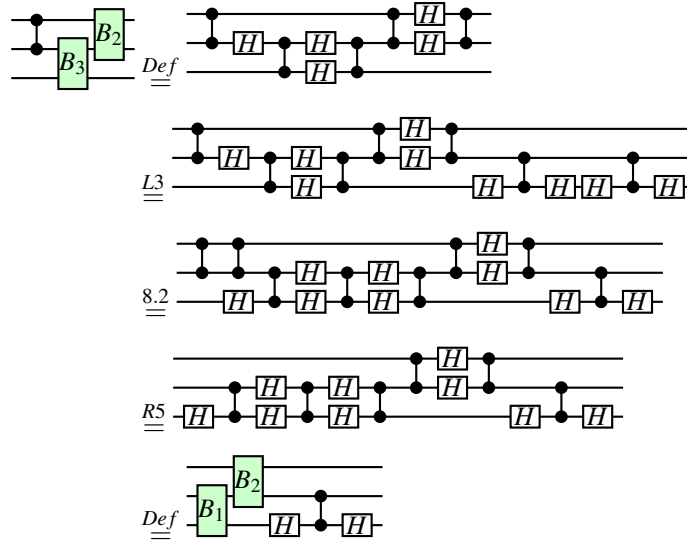 H
B₂ H H H
B₃ Def = H
H
H H H
L3 = H H H H H
H
H H H
8.2 = H H H H H
H
H H H
R5 = H H H H H
B₂
Def = B₁ H H